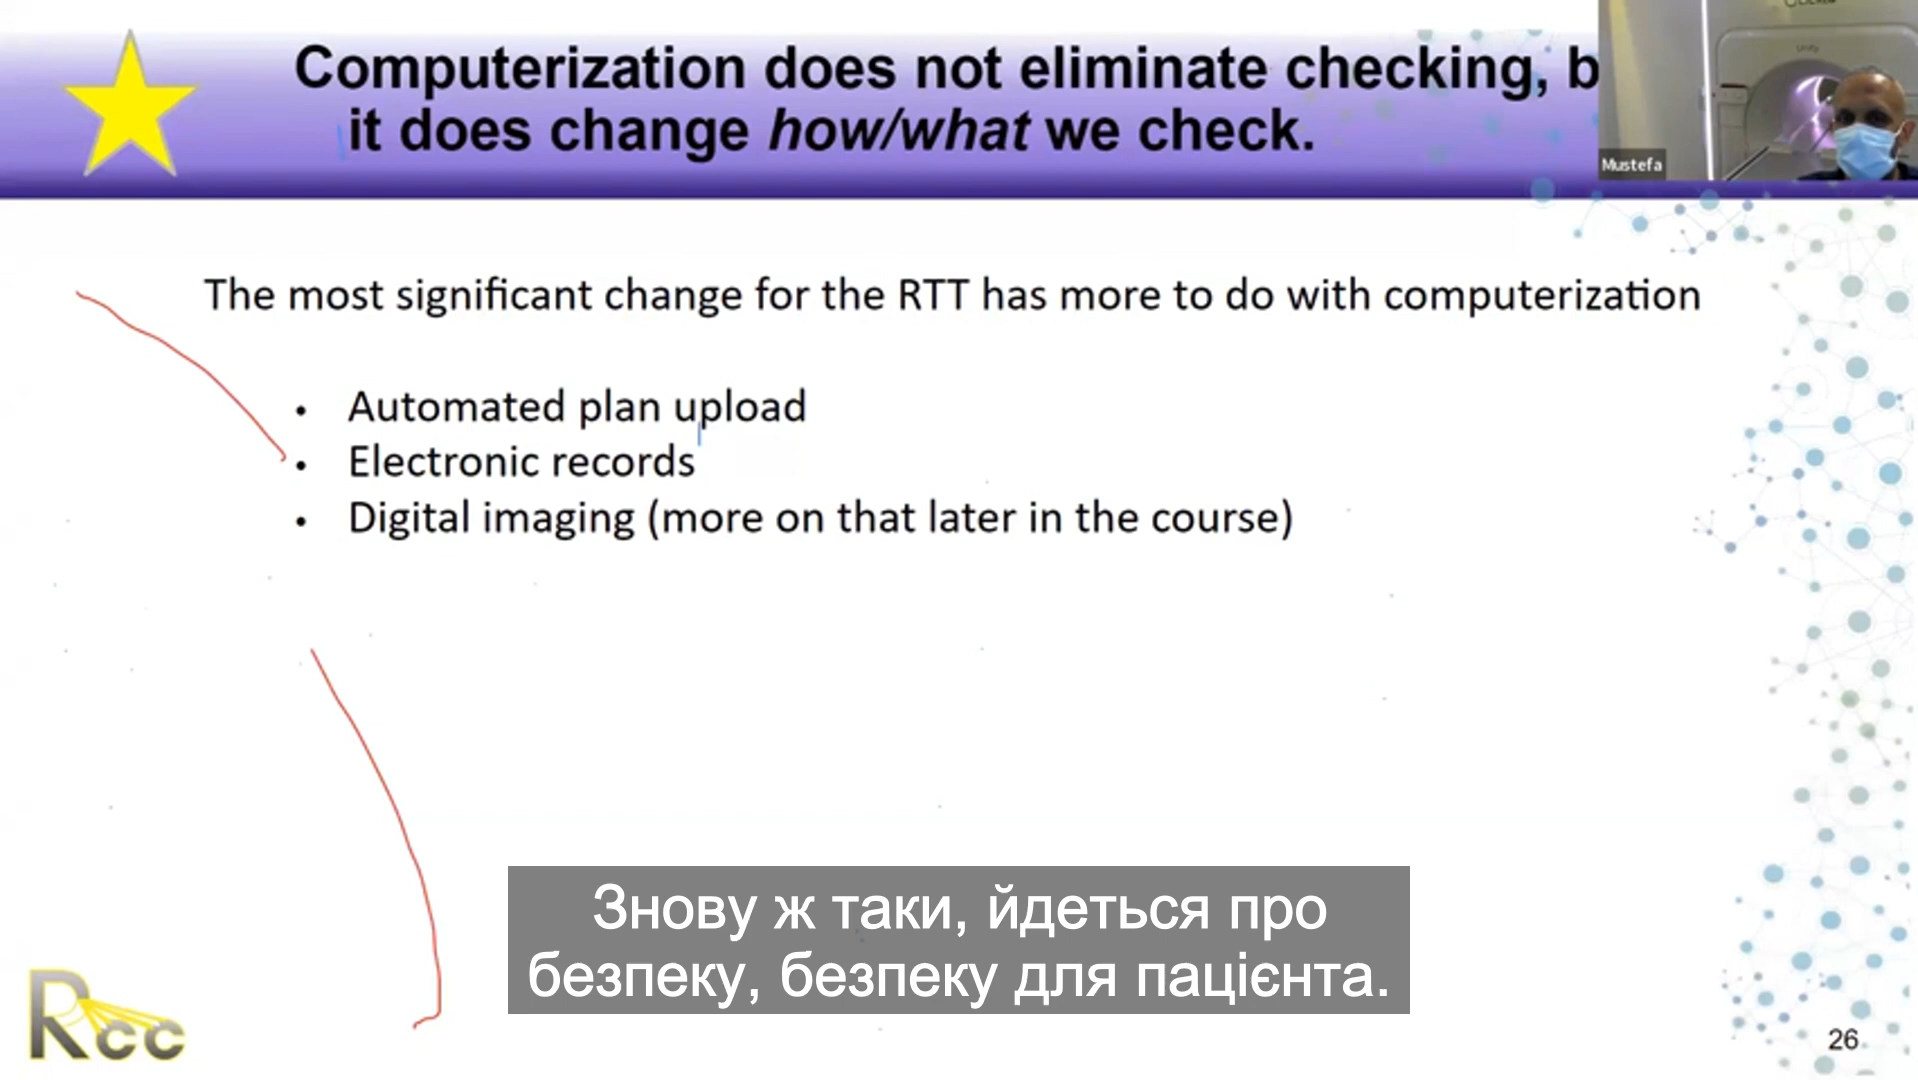 Computerization does not eliminate checking, b
it does change how/what we check.
Unity
Mustefa
The most significant change for the RTT has more to do with computerization
• Automated plan upload
• Electronic records
• Digital imaging (more on that later in the course)
Знову ж таки, йдеться про
безпеку, безпеку для пацієнта.
Rcc
26